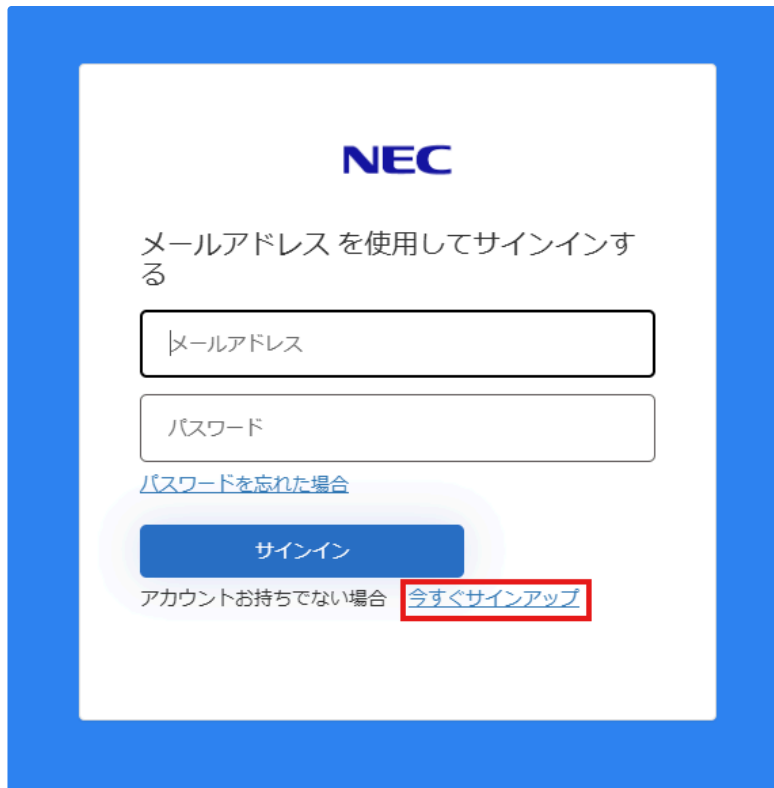 NEC
メールアドレス を使用してサインインす
る
メールアドレス
パスワード
パスワードを忘れた場合
サインイン
アカウントお持ちでない場合 今すぐサインアップ